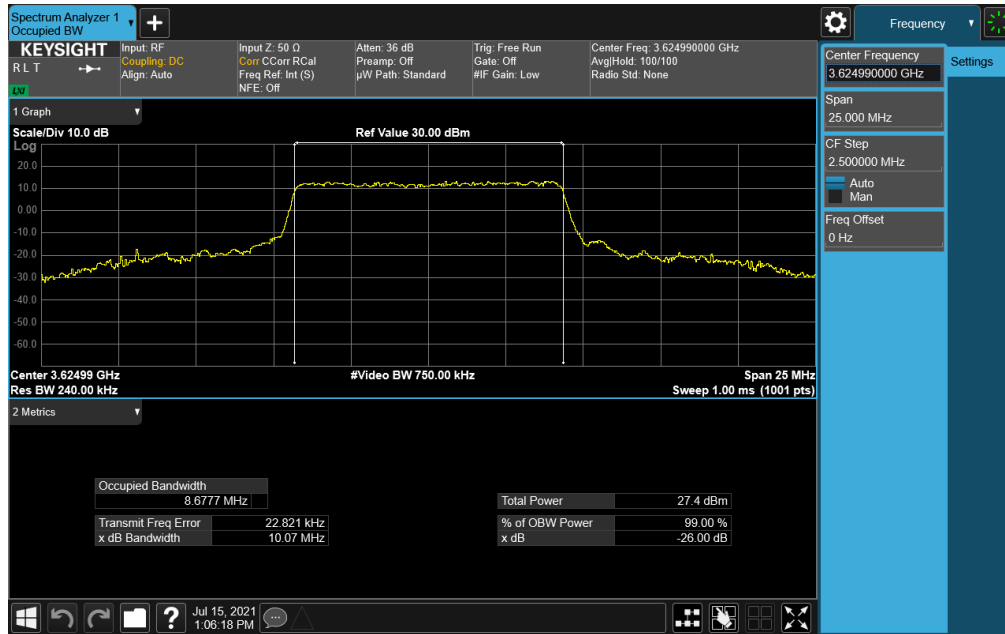 Spectrum Analyzer 1
Occupied BW
Frequency
KEYSIGHT
R L T
LXI
Input: RF
Coupling: DC
Align: Auto
Input Z: 50 Ω
Corr CCorr RCal
Freq Ref: Int (S)
NFE: Off
Atten: 36 dB
Preamp: Off
µW Path: Standard
Trig: Free Run
Gate: Off
#IF Gain: Low
Center Freq: 3.624990000 GHz
Avg|Hold: 100/100
Radio Std: None
Center Frequency
3.624990000 GHz
Settings
Span
25.000 MHz
CF Step
2.500000 MHz
Auto
Man
Freq Offset
0 Hz
1 Graph
Scale/Div 10.0 dB
Ref Value 30.00 dBm
Log
20.0
10.0
0.00
-10.0
-20.0
-30.0
-40.0
-50.0
-60.0
Center 3.62499 GHz
#Video BW 750.00 kHz
Span 25 MHz
Res BW 240.00 kHz
Sweep 1.00 ms (1001 pts)
2 Metrics
Occupied Bandwidth
8.6777 MHz
Total Power 27.4 dBm
Transmit Freq Error 22.821 kHz
% of OBW Power 99.00 %
x dB Bandwidth 10.07 MHz
x dB -26.00 dB
Jul 15, 2021
1:06:18 PM